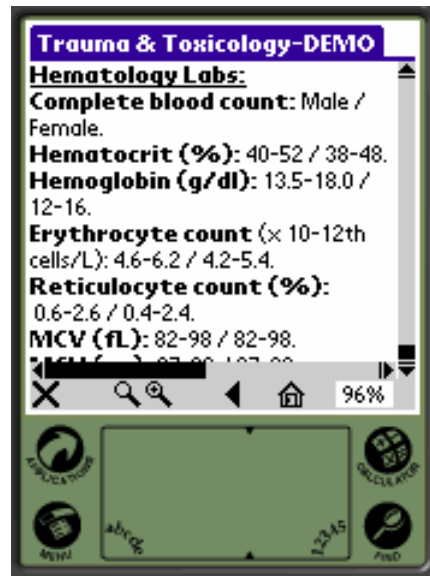 Trauma & Toxicology-DEMO
Hematology Labs:
Complete blood count: Male /
Female.
Hematocrit (%): 40-52 / 38-48.
Hemoglobin (g/dl): 13.5-18.0 /
12-16.
Erythrocyte count (x 10-12th
cells/L): 4.6-6.2 / 4.2-5.4.
Reticulocyte count (%):
0.6-2.6 / 0.4-2.4.
MCV (fL): 82-98 / 82-98.
96%
APPLICATIONS
CALCULATOR
MENU
abcde
12345
FIND